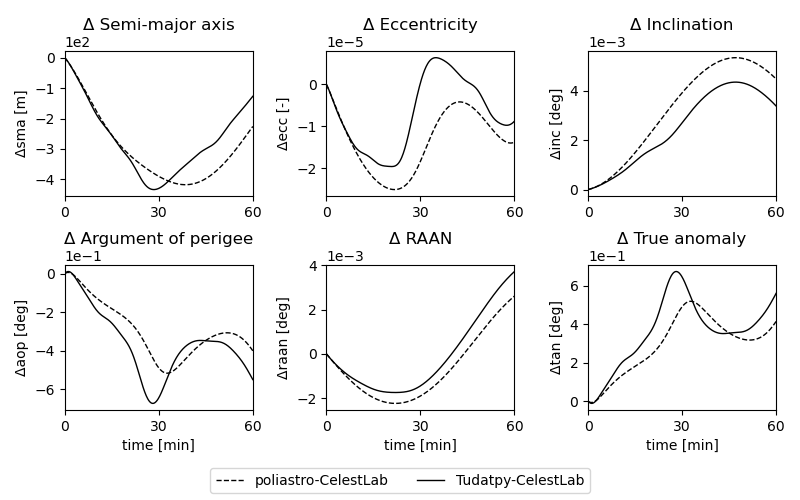 Δ Semi-major axis
Δ Eccentricity
Δ Inclination
1e2
1e−5
1e−3
Δsma [m]
0
−1
−2
−3
−4
0 30 60
Δecc [-]
0
−1
−2
0 30 60
Δinc [deg]
4
2
0
0 30 60
Δ Argument of perigee
Δ RAAN
Δ True anomaly
1e−1
1e−3
1e−1
Δaop [deg]
0
−2
−4
−6
0 30 60
time [min]
Δraan [deg]
4
2
0
−2
0 30 60
time [min]
Δtan [deg]
6
4
2
0
0 30 60
time [min]
poliastro-CelestLab
Tudatpy-CelestLab